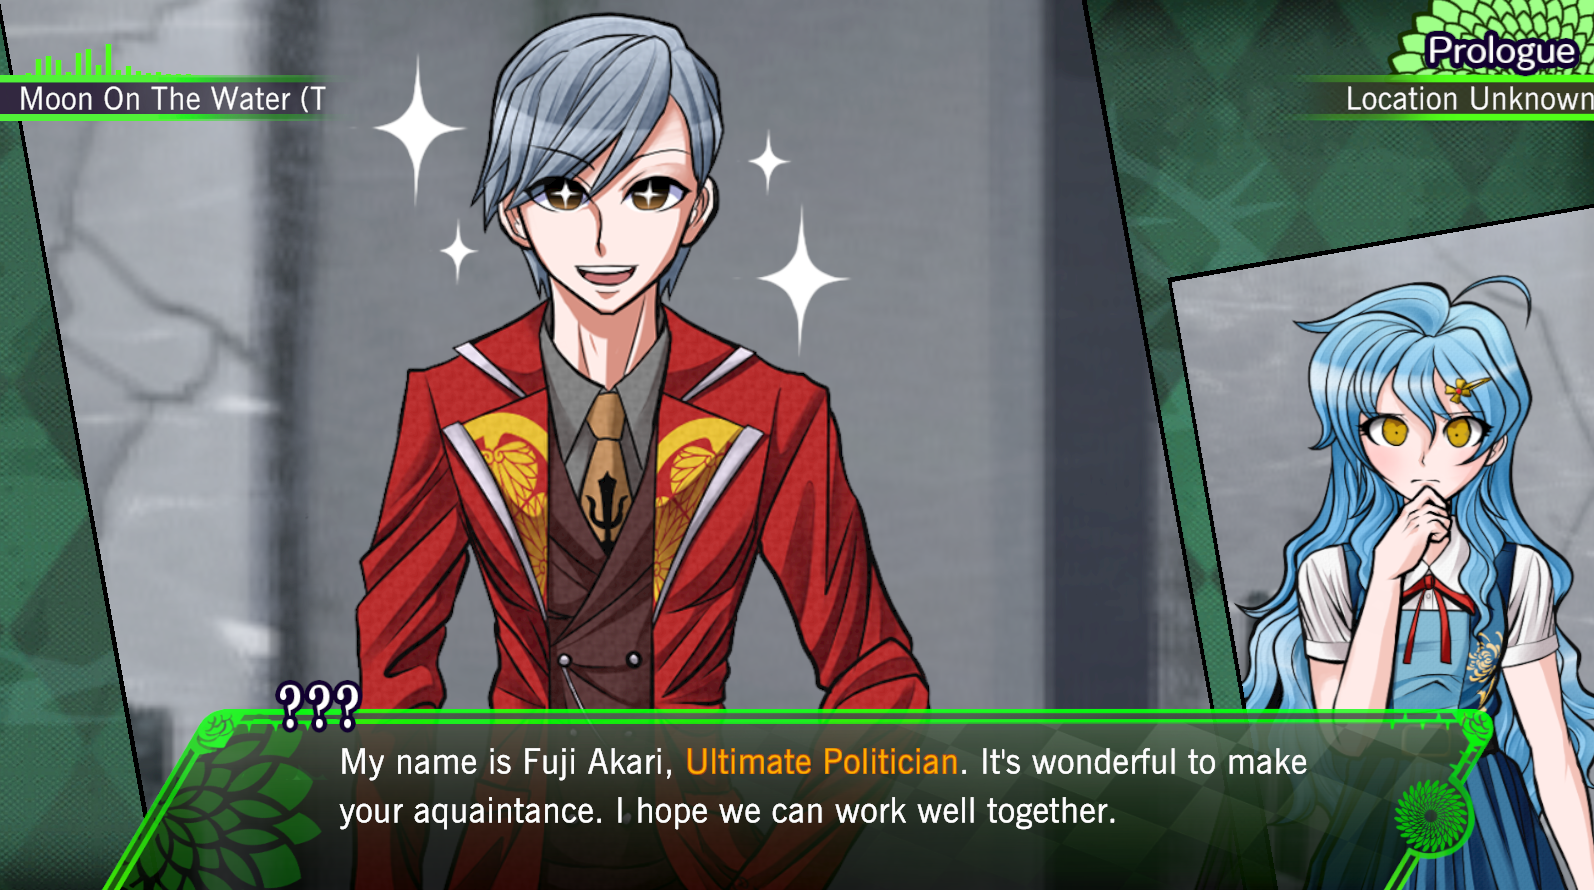 Prologue
Moon On The Water (T
Location Unknown
???
My name is Fuji Akari, Ultimate Politician. It's wonderful to make
your aquaintance. I hope we can work well together.